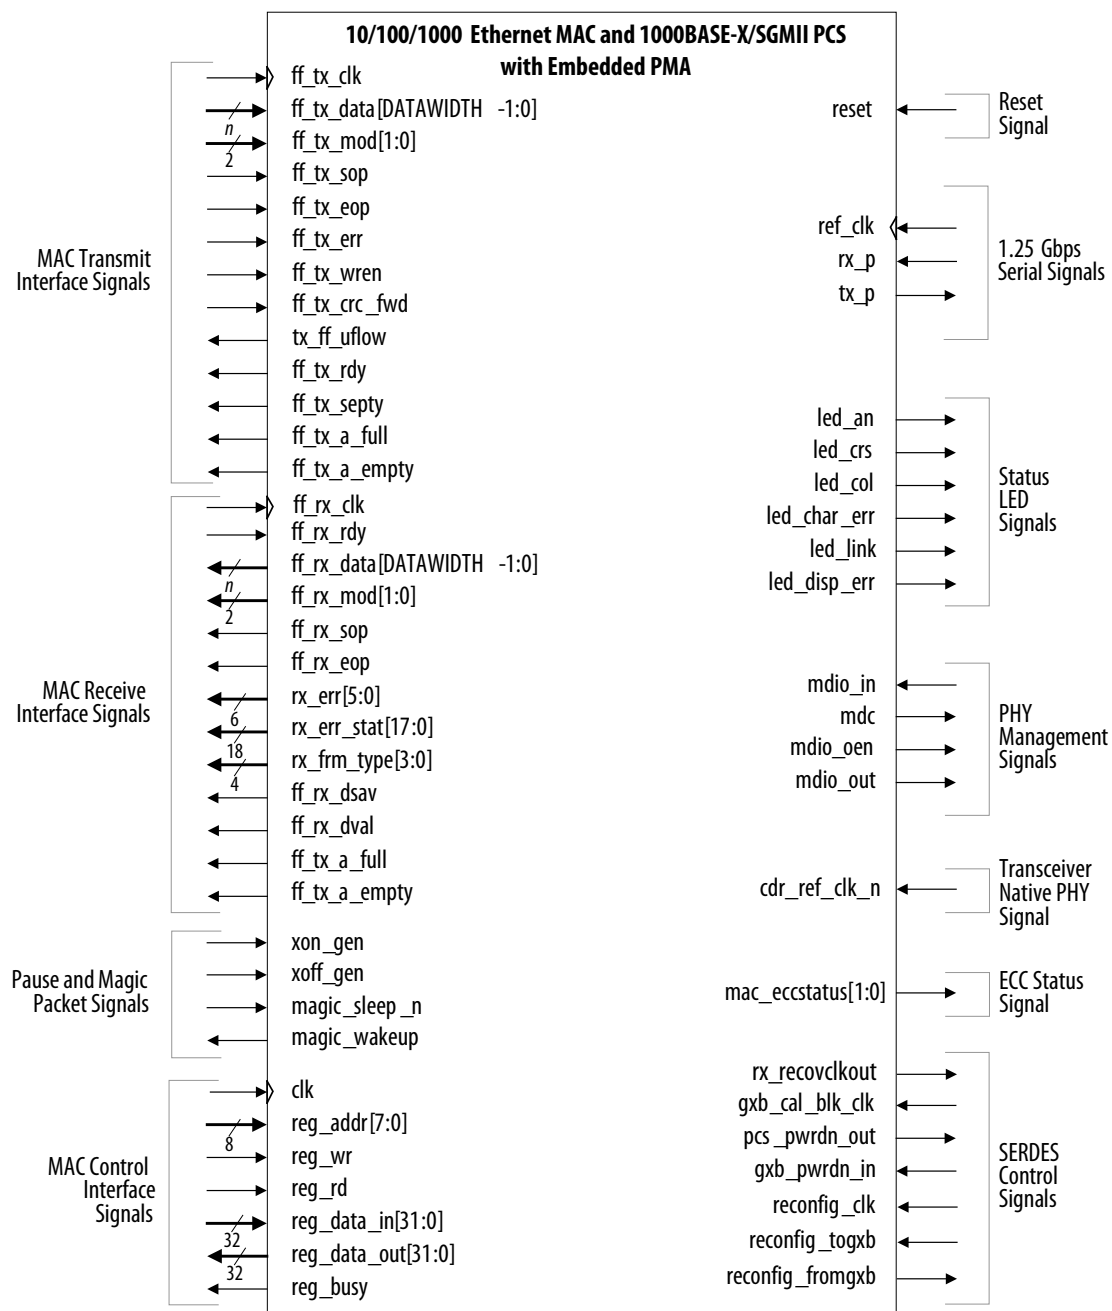 10/100/1000 Ethernet MAC and 1000BASE-X/SGMII PCS
with Embedded PMA
MAC Transmit
Interface Signals
ff_tx_clk
ff_tx_data[DATAWIDTH -1:0]
n
ff_tx_mod[1:0]
2
ff_tx_sop
ff_tx_eop
ff_tx_err
ff_tx_wren
ff_tx_crc_fwd
tx_ff_uflow
ff_tx_rdy
ff_tx_septy
ff_tx_a_full
ff_tx_a_empty
MAC Receive
Interface Signals
ff_rx_clk
ff_rx_rdy
ff_rx_data[DATAWIDTH -1:0]
n
ff_rx_mod[1:0]
2
ff_rx_sop
ff_rx_eop
rx_err[5:0]
6
rx_err_stat[17:0]
18
rx_frm_type[3:0]
4
ff_rx_dsav
ff_rx_dval
ff_tx_a_full
ff_tx_a_empty
Pause and Magic
Packet Signals
xon_gen
xoff_gen
magic_sleep_n
magic_wakeup
MAC Control
Interface
Signals
clk
reg_addr[7:0]
8
reg_wr
reg_rd
reg_data_in[31:0]
32
reg_data_out[31:0]
32
reg_busy
reset
Reset
Signal
ref_clk
rx_p
tx_p
1.25 Gbps
Serial Signals
led_an
led_crs
led_col
led_char_err
led_link
led_disp_err
Status
LED
Signals
mdio_in
mdc
mdio_oen
mdio_out
PHY
Management
Signals
cdr_ref_clk_n
Transceiver
Native PHY
Signal
mac_eccstatus[1:0]
ECC Status
Signal
rx_recovclkout
gxb_cal_blk_clk
pcs_pwrdn_out
gxb_pwrdn_in
reconfig_clk
reconfig_togxb
reconfig_fromgxb
SERDES
Control
Signals